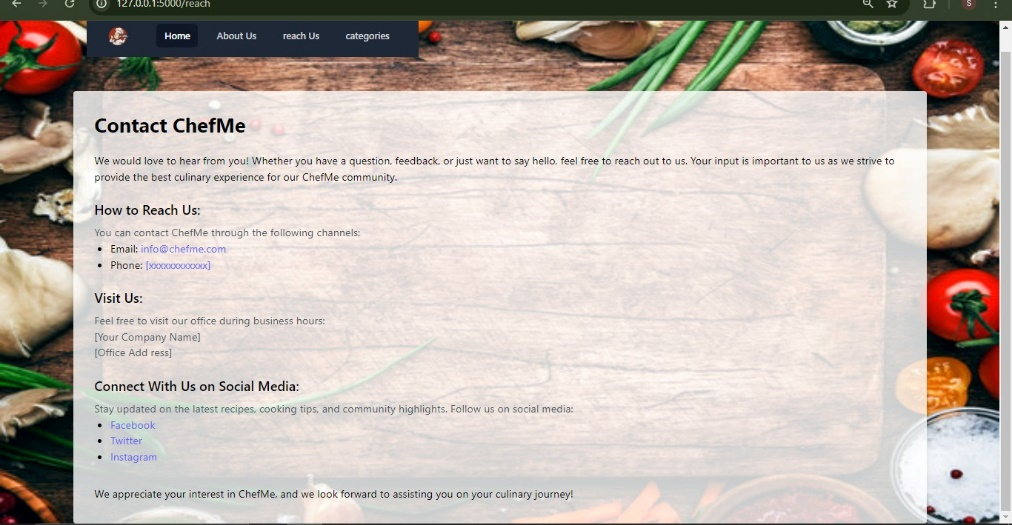 127.0.0.1:5000/reach
S
Home About Us reach Us categories
Contact ChefMe
We would love to hear from you! Whether you have a question, feedback, or just want to say hello, feel free to reach out to us. Your input is important to us as we strive to
provide the best culinary experience for our ChefMe community.
How to Reach Us:
You can contact ChefMe through the following channels:
Email: info@chefme.com
Phone: [xxxxxxxxxxxx]
Visit Us:
Feel free to visit our office during business hours:
[Your Company Name]
[Office Add ress]
Connect With Us on Social Media:
Stay updated on the latest recipes, cooking tips, and community highlights. Follow us on social media:
Facebook
Twitter
Instagram
We appreciate your interest in ChefMe, and we look forward to assisting you on your culinary journey!